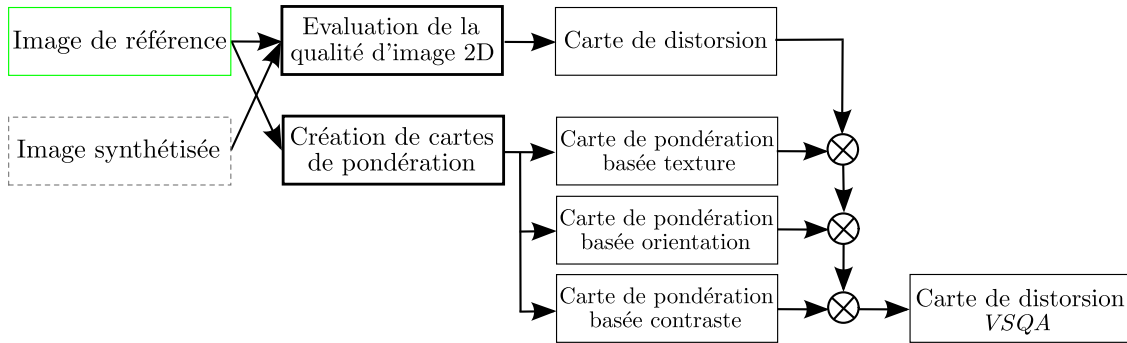 Image de référence
Evaluation de la
qualité d'image 2D
Carte de distorsion
Image synthétisée
Création de cartes
de pondération
Carte de pondération
basée texture
Carte de pondération
basée orientation
Carte de pondération
basée contraste
Carte de distorsion
VSQA